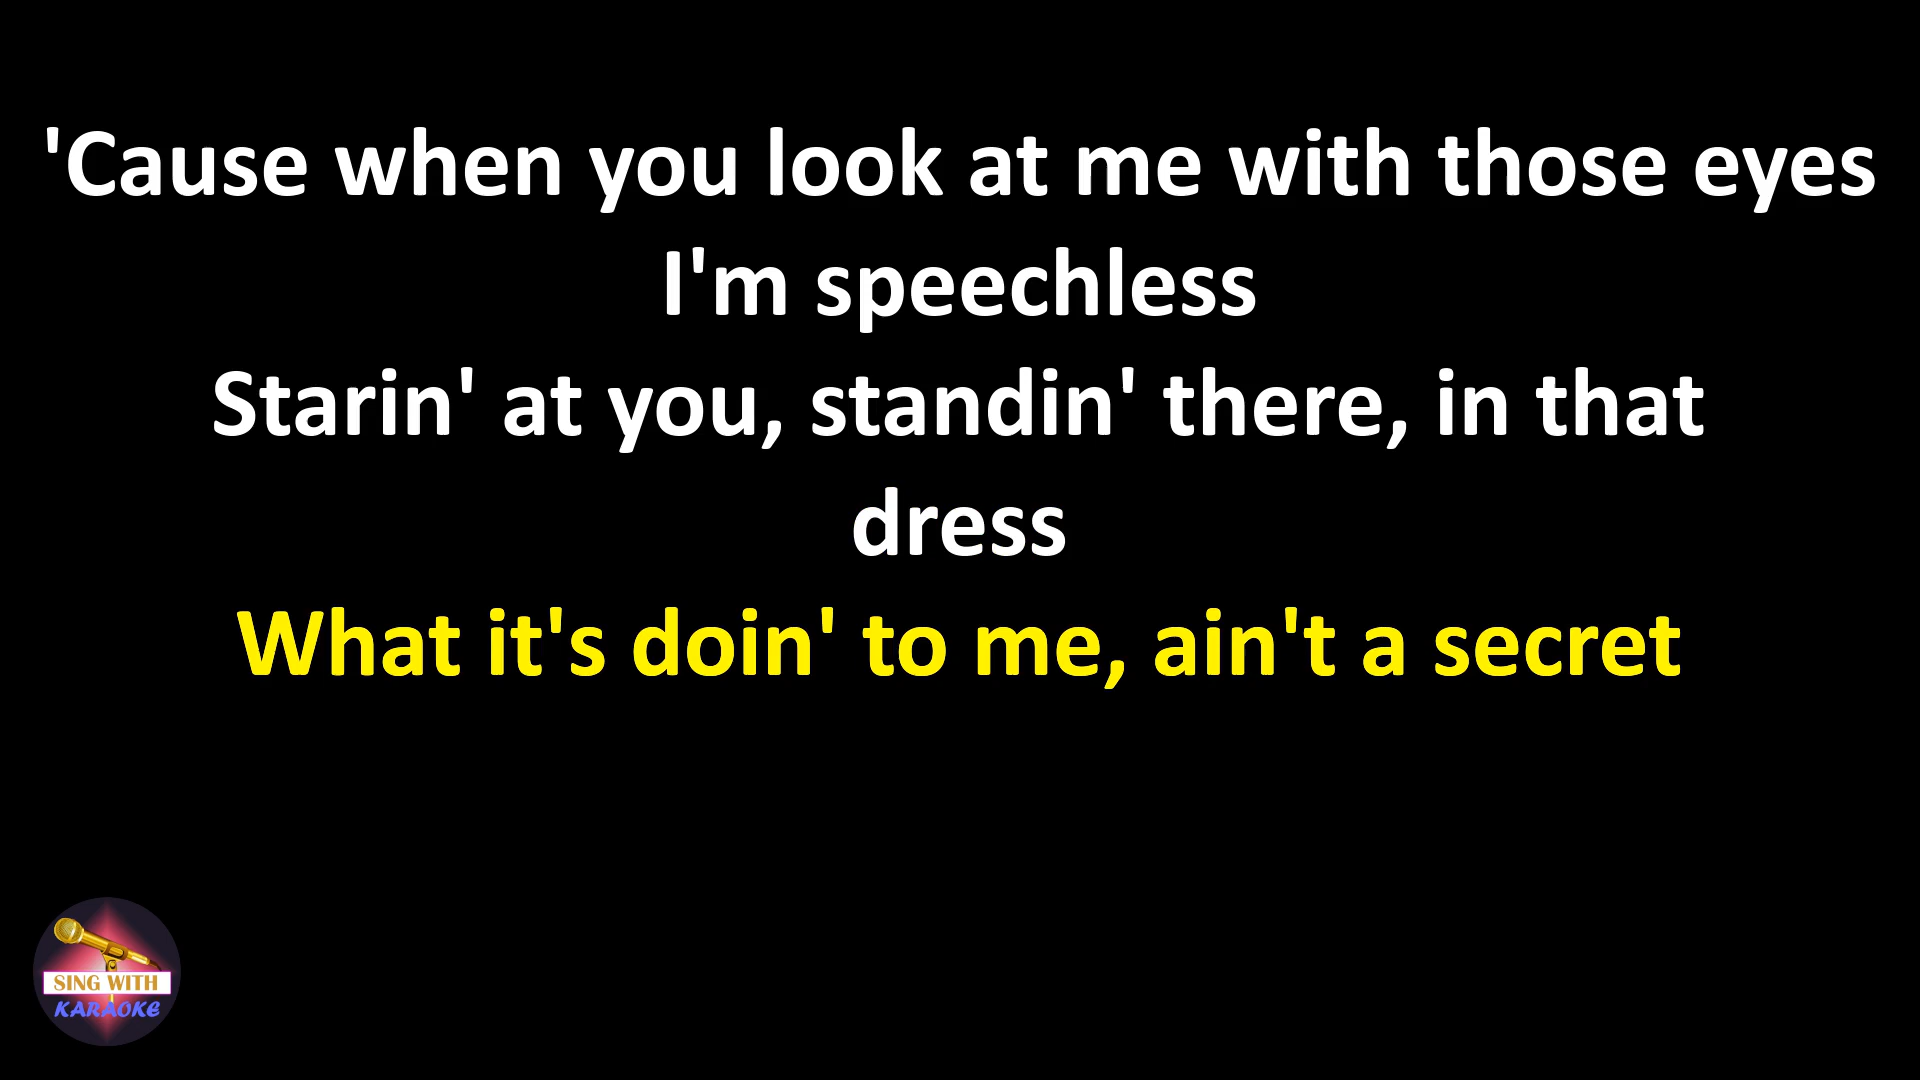 'Cause when you look at me with those eyes
I'm speechless
Starin' at you, standin' there, in that
dress
What it's doin' to me, ain't a secret
SING WITH
KARAOKE